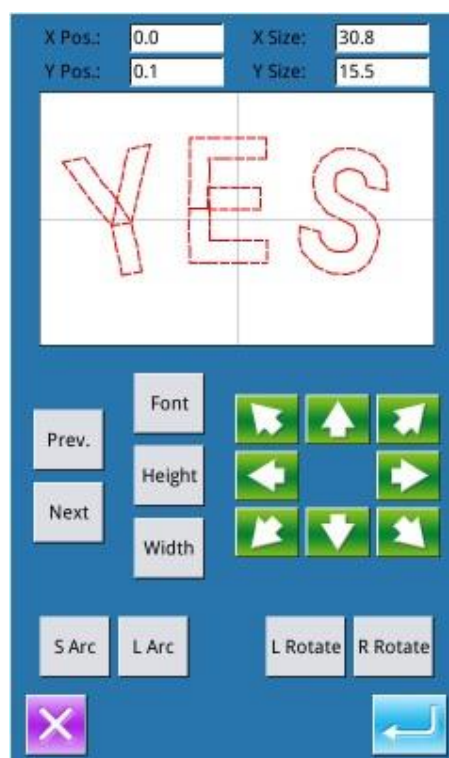 X Pos.: 0.0 X Size: 30.8
Y Pos.: 0.1 Y Size: 15.5
YES
Font
Prev.
Height
Next
Width
S Arc L Arc L Rotate R Rotate